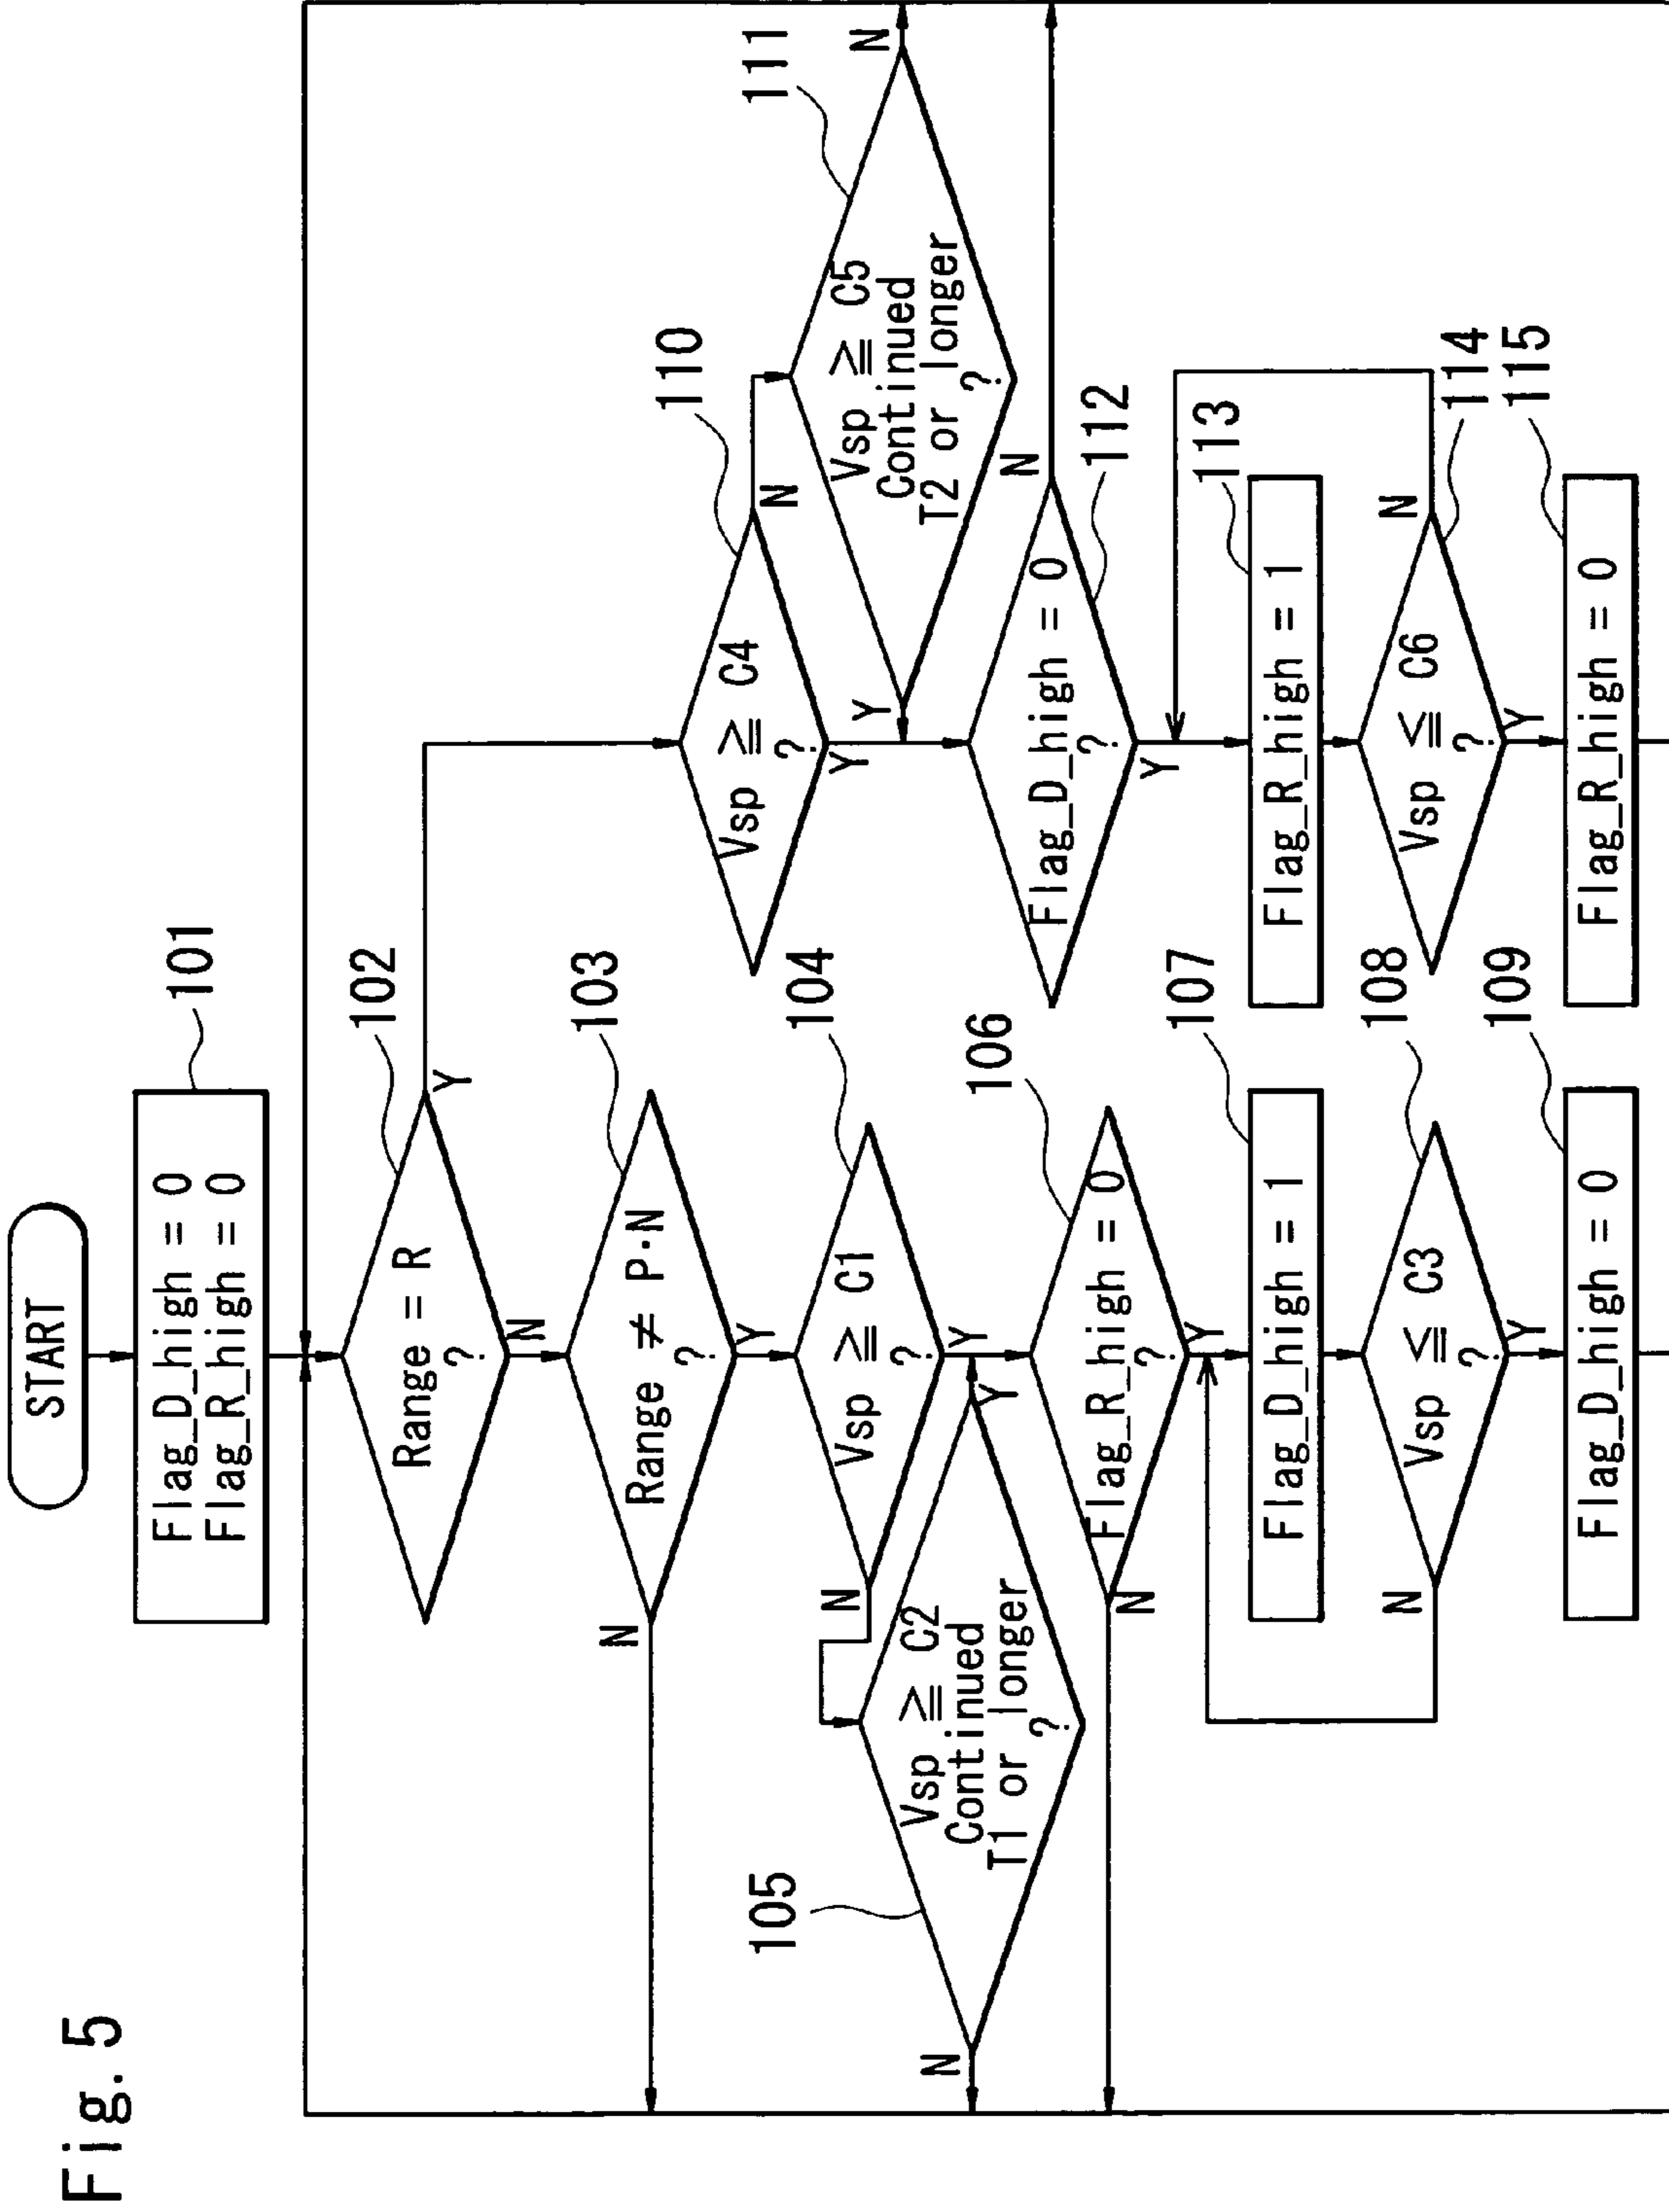 Fig. 5
START
Flag_D_high = 0
Flag_R_high = 0
101
Range = R
?
102
Y
N
Range ≠ P·N
?
103
N
Y
Vsp ≧ C1
?
104
N
Y
Vsp ≧ C2
Continued
T1 or longer
?
105
N
Y
Flag_R_high = 0
?
106
N
Y
Flag_D_high = 1
107
Vsp ≦ C3
?
108
N
Y
Flag_D_high = 0
109
Vsp ≧ C4
?
110
N
Y
Vsp ≧ C5
Continued
T2 or longer
?
111
N
Y
Flag_D_high = 0
?
112
N
Y
Flag_R_high = 1
113
Vsp ≦ C6
?
114
N
Y
Flag_R_high = 0
115